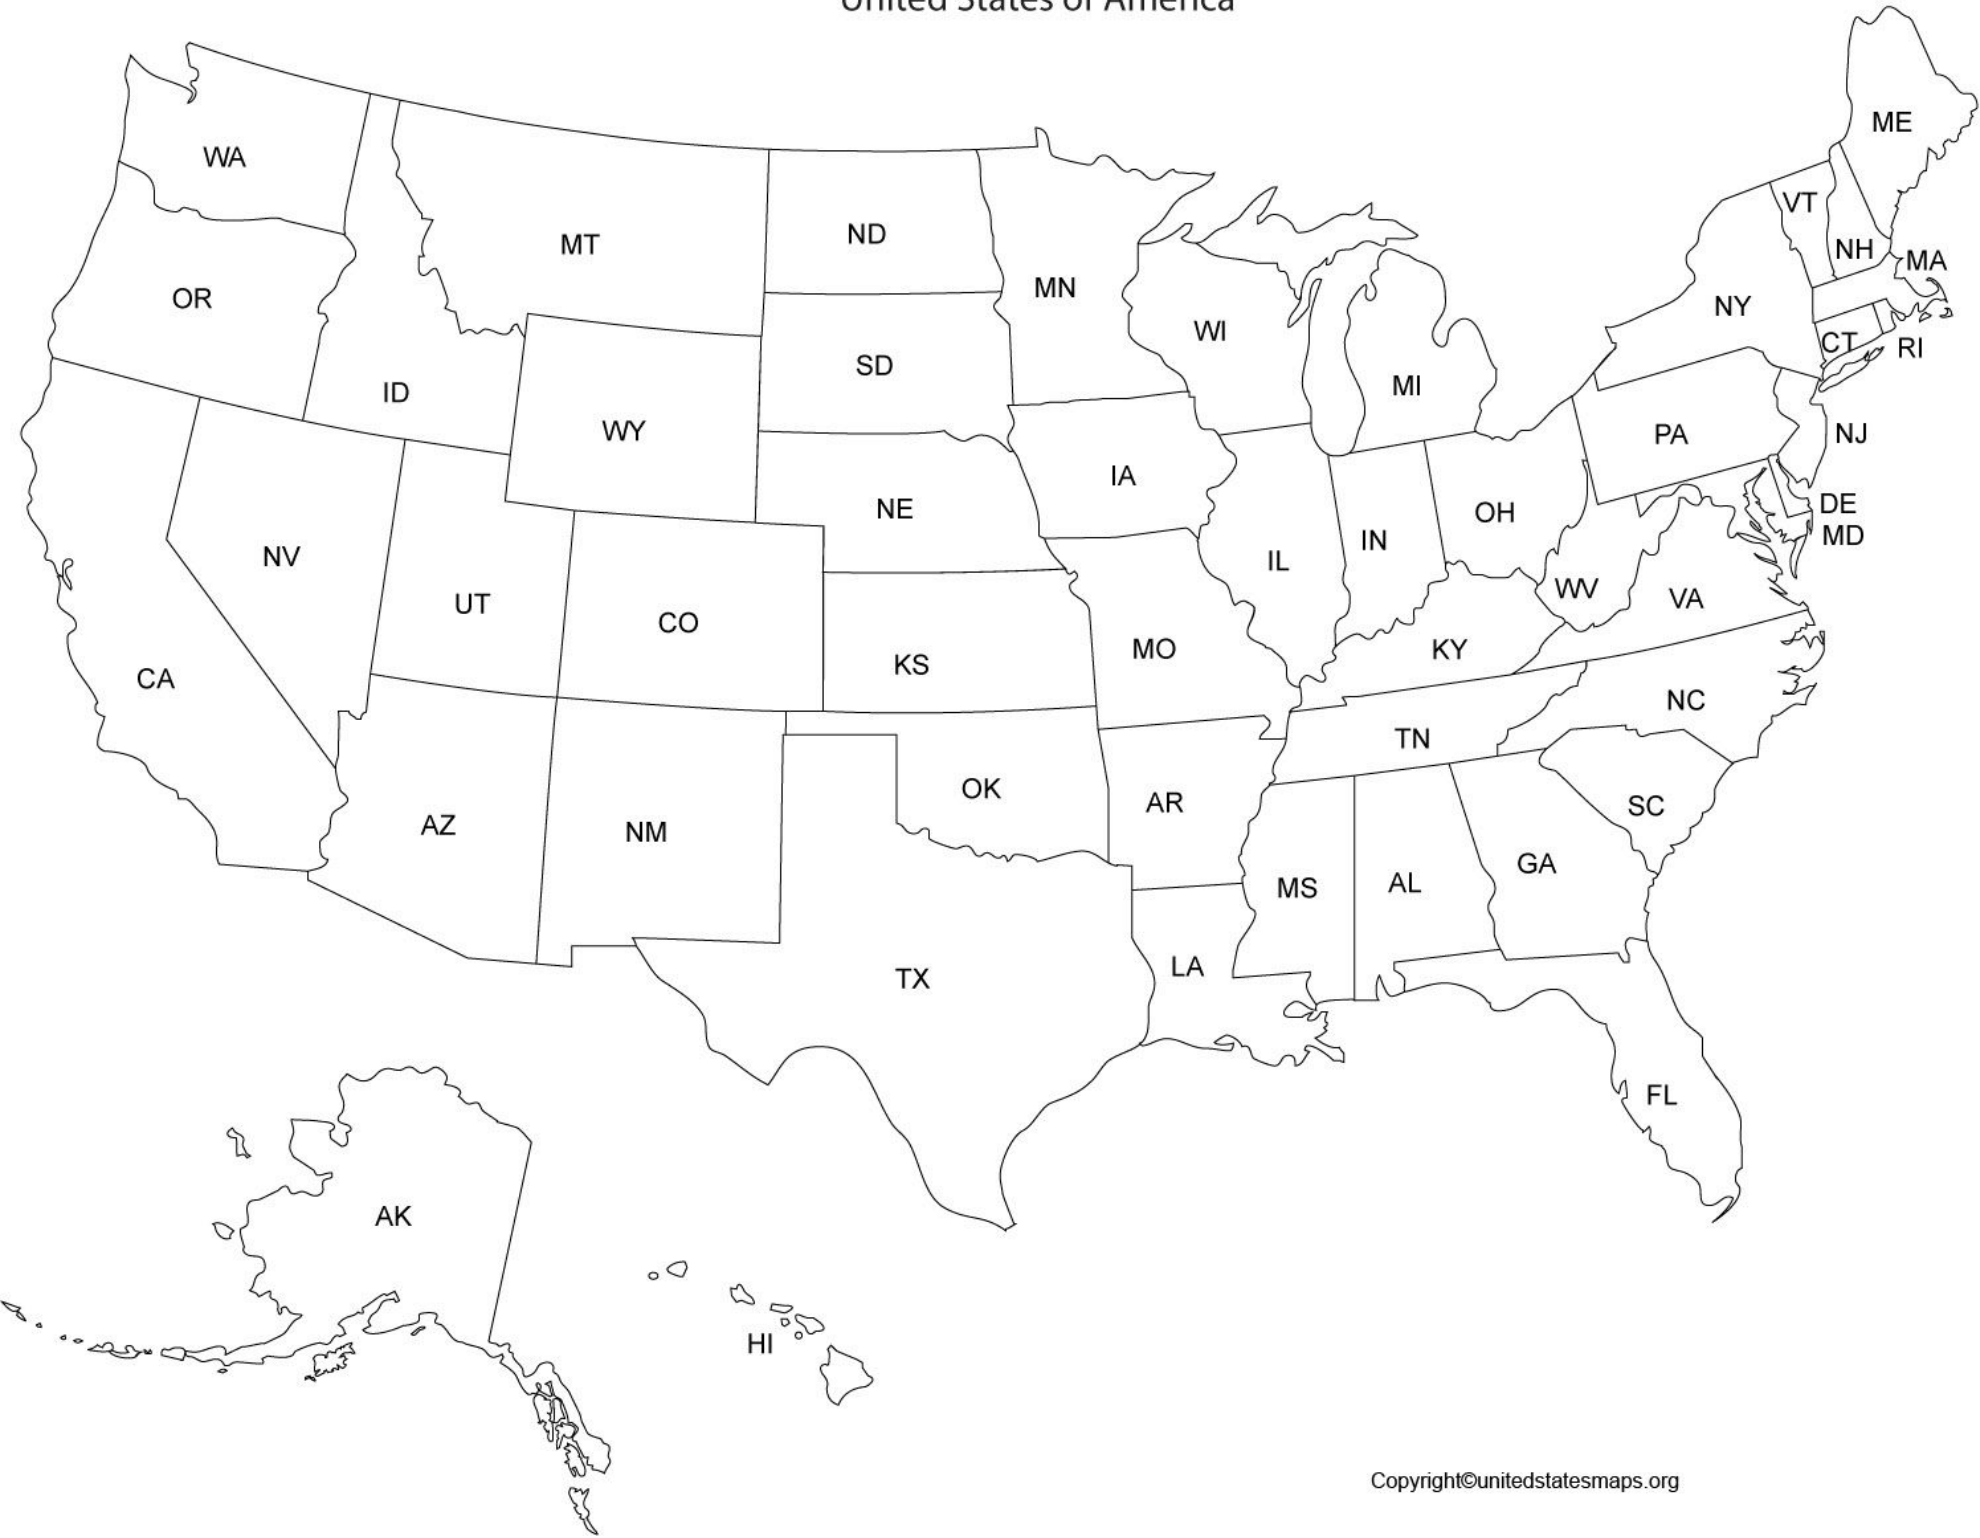 United States of America
ME
WA
VT
ND
MT
NH
MA
MN
OR
NY
WI
CT
RI
SD
MI
ID
WY
PA
NJ
IA
DE
NE
OH
MD
IN
NV
IL
WV
UT
VA
CO
MO
KY
KS
CA
NC
TN
OK
AR
SC
AZ
NM
GA
AL
MS
LA
TX
FL
AK
HI
Copyright©unitedstatesmaps.org